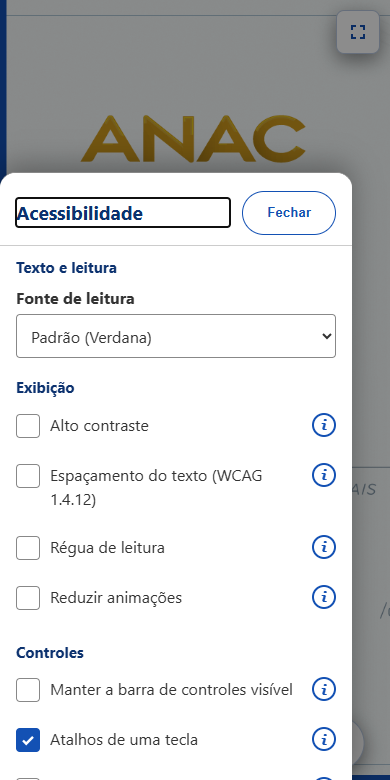 ANAC
Acessibilidade
Fechar
Texto e leitura
Fonte de leitura
Padrão (Verdana)
Exibição
Alto contraste
Espaçamento do texto (WCAG
1.4.12)
AIS
Régua de leitura
Reduzir animações
Controles
Manter a barra de controles visível
Atalhos de uma tecla